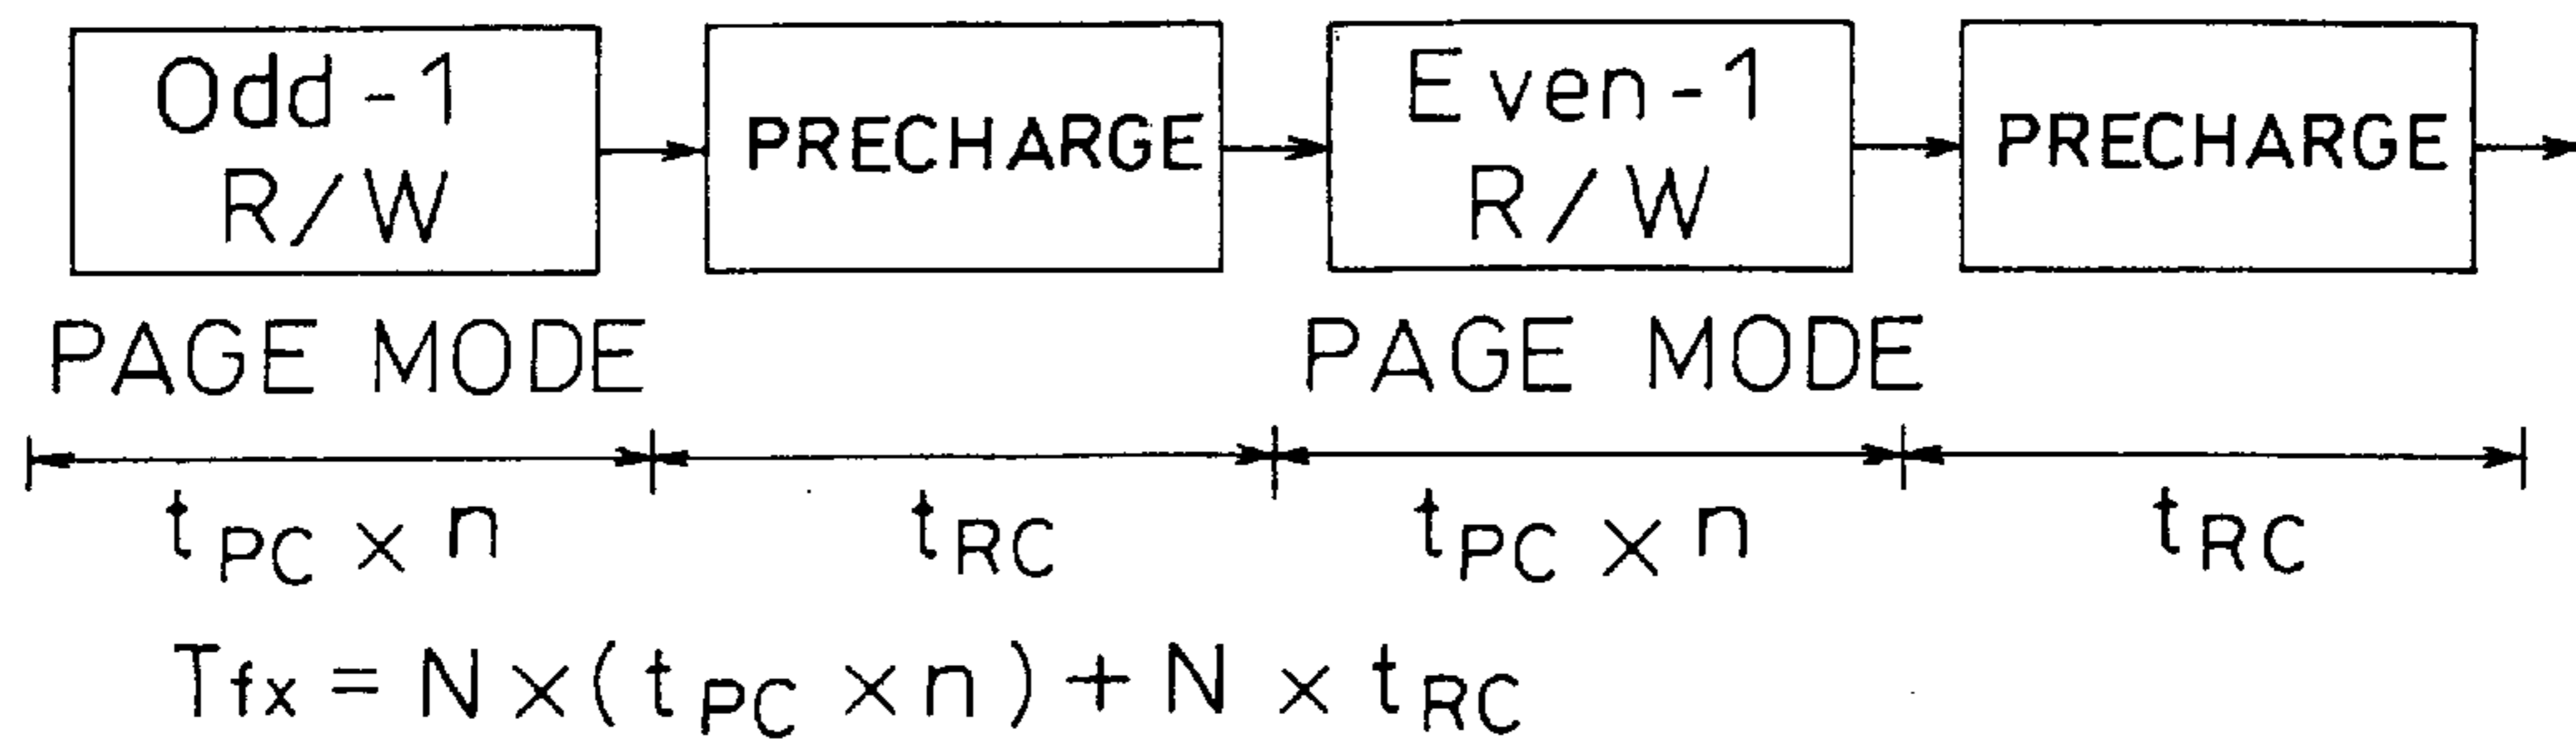 Odd-1
R/W
PRECHARGE
Even-1
R/W
PRECHARGE
PAGE MODE
PAGE MODE
tPC × n
tRC
tPC × n
tRC
Tfx = N × (tPC × n) + N × tRC